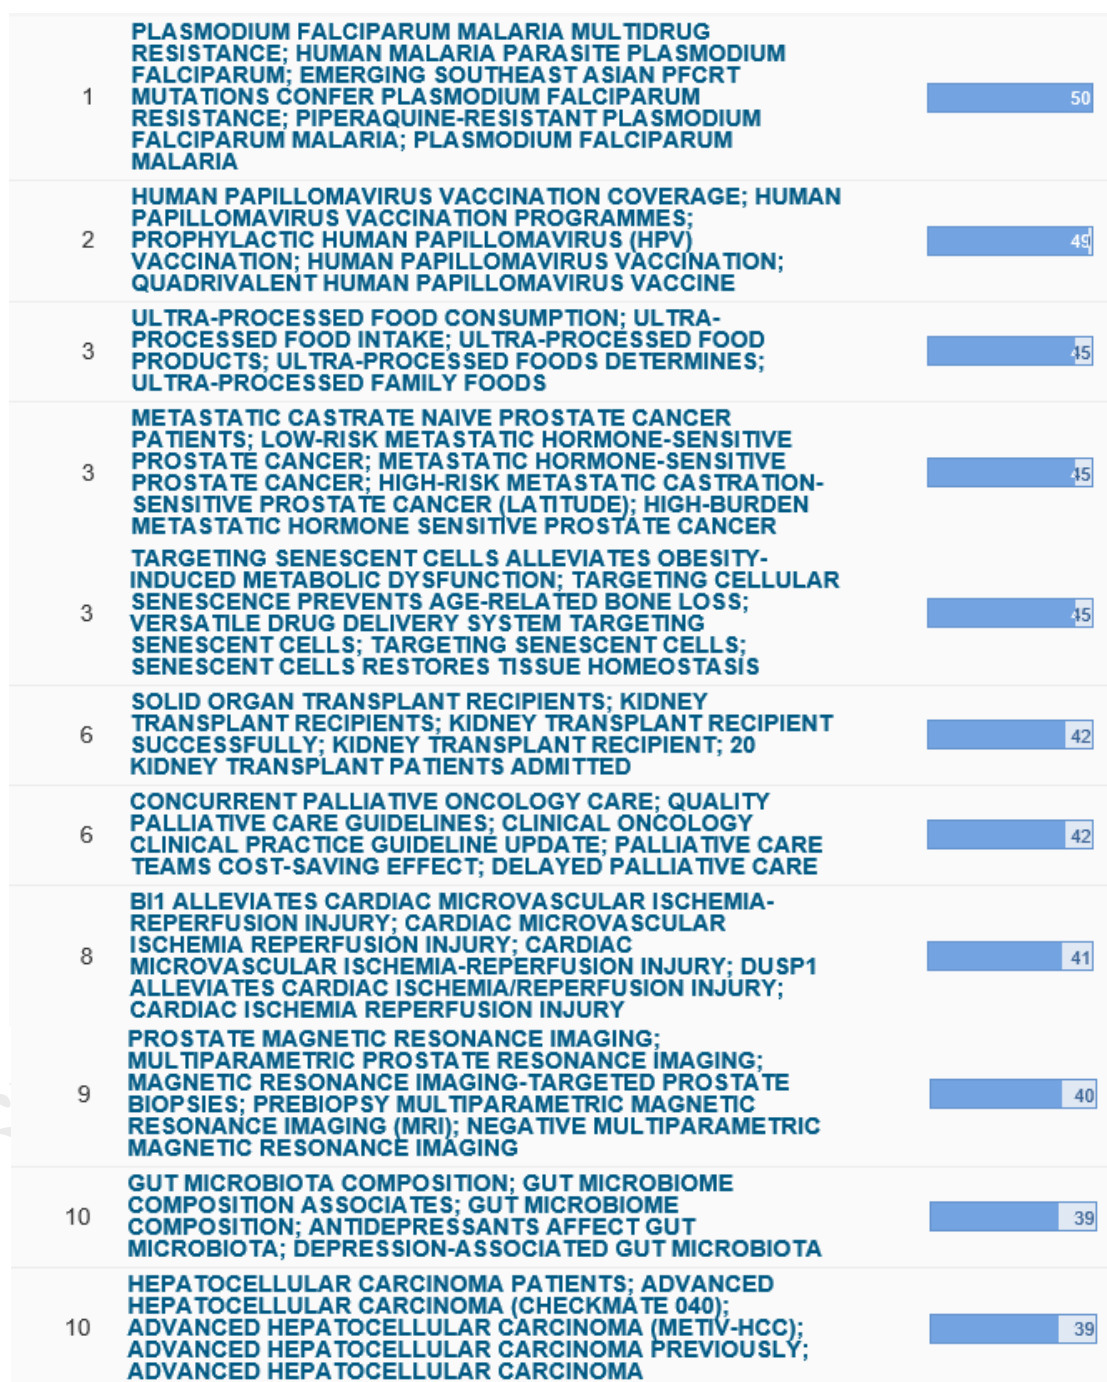 1
PLASMODIUM FALCIPARUM MALARIA MULTIDRUG
RESISTANCE; HUMAN MALARIA PARASITE PLASMODIUM
FALCIPARUM; EMERGING SOUTHEAST ASIAN PFCRT
MUTATIONS CONFER PLASMODIUM FALCIPARUM
RESISTANCE; PIPERAQUINE-RESISTANT PLASMODIUM
FALCIPARUM MALARIA; PLASMODIUM FALCIPARUM
MALARIA
50
2
HUMAN PAPILLOMAVIRUS VACCINATION COVERAGE; HUMAN
PAPILLOMAVIRUS VACCINATION PROGRAMMES;
PROPHYLACTIC HUMAN PAPILLOMAVIRUS (HPV)
VACCINATION; HUMAN PAPILLOMAVIRUS VACCINATION;
QUADRIVALENT HUMAN PAPILLOMAVIRUS VACCINE
49
3
ULTRA-PROCESSED FOOD CONSUMPTION; ULTRA-
PROCESSED FOOD INTAKE; ULTRA-PROCESSED FOOD
PRODUCTS; ULTRA-PROCESSED FOODS DETERMINES;
ULTRA-PROCESSED FAMILY FOODS
45
3
METASTATIC CASTRATE NAIVE PROSTATE CANCER
PATIENTS; LOW-RISK METASTATIC HORMONE-SENSITIVE
PROSTATE CANCER; METASTATIC HORMONE-SENSITIVE
PROSTATE CANCER; HIGH-RISK METASTATIC CASTRATION-
SENSITIVE PROSTATE CANCER (LATITUDE); HIGH-BURDEN
METASTATIC HORMONE SENSITIVE PROSTATE CANCER
45
3
TARGETING SENESCENT CELLS ALLEVIATES OBESITY-
INDUCED METABOLIC DYSFUNCTION; TARGETING CELLULAR
SENESCENCE PREVENTS AGE-RELATED BONE LOSS;
VERSATILE DRUG DELIVERY SYSTEM TARGETING
SENESCENT CELLS; TARGETING SENESCENT CELLS;
SENESCENT CELLS RESTORES TISSUE HOMEOSTASIS
45
6
SOLID ORGAN TRANSPLANT RECIPIENTS; KIDNEY
TRANSPLANT RECIPIENTS; KIDNEY TRANSPLANT RECIPIENT
SUCCESSFULLY; KIDNEY TRANSPLANT RECIPIENT; 20
KIDNEY TRANSPLANT PATIENTS ADMITTED
42
6
CONCURRENT PALLIATIVE ONCOLOGY CARE; QUALITY
PALLIATIVE CARE GUIDELINES; CLINICAL ONCOLOGY
CLINICAL PRACTICE GUIDELINE UPDATE; PALLIATIVE CARE
TEAMS COST-SAVING EFFECT; DELAYED PALLIATIVE CARE
42
8
BI1 ALLEVIATES CARDIAC MICROVASCULAR ISCHEMIA-
REPERFUSION INJURY; CARDIAC MICROVASCULAR
ISCHEMIA REPERFUSION INJURY; CARDIAC
MICROVASCULAR ISCHEMIA-REPERFUSION INJURY; DUSP1
ALLEVIATES CARDIAC ISCHEMIA/REPERFUSION INJURY;
CARDIAC ISCHEMIA REPERFUSION INJURY
41
9
PROSTATE MAGNETIC RESONANCE IMAGING;
MULTIPARAMETRIC PROSTATE RESONANCE IMAGING;
MAGNETIC RESONANCE IMAGING-TARGETED PROSTATE
BIOPSIES; PREBIOPSY MULTIPARAMETRIC MAGNETIC
RESONANCE IMAGING (MRI); NEGATIVE MULTIPARAMETRIC
MAGNETIC RESONANCE IMAGING
40
10
GUT MICROBIOTA COMPOSITION; GUT MICROBIOME
COMPOSITION ASSOCIATES; GUT MICROBIOME
COMPOSITION; ANTIDEPRESSANTS AFFECT GUT
MICROBIOTA; DEPRESSION-ASSOCIATED GUT MICROBIOTA
39
10
HEPATOCELLULAR CARCINOMA PATIENTS; ADVANCED
HEPATOCELLULAR CARCINOMA (CHECKMATE 040);
ADVANCED HEPATOCELLULAR CARCINOMA (METIV-HCC);
ADVANCED HEPATOCELLULAR CARCINOMA PREVIOUSLY;
ADVANCED HEPATOCELLULAR CARCINOMA
39